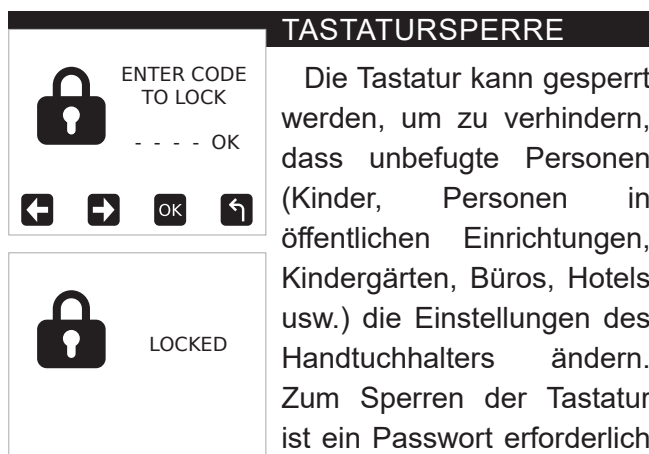 TASTATURSPERRE
ENTER CODE
TO LOCK
- - - - OK
OK
LOCKED
Die Tastatur kann gesperrt
werden, um zu verhindern,
dass unbefugte Personen
(Kinder, Personen in
öffentlichen Einrichtungen,
Kindergärten, Büros, Hotels
usw.) die Einstellungen des
Handtuchhalters ändern.
Zum Sperren der Tastatur
ist ein Passwort erforderlich